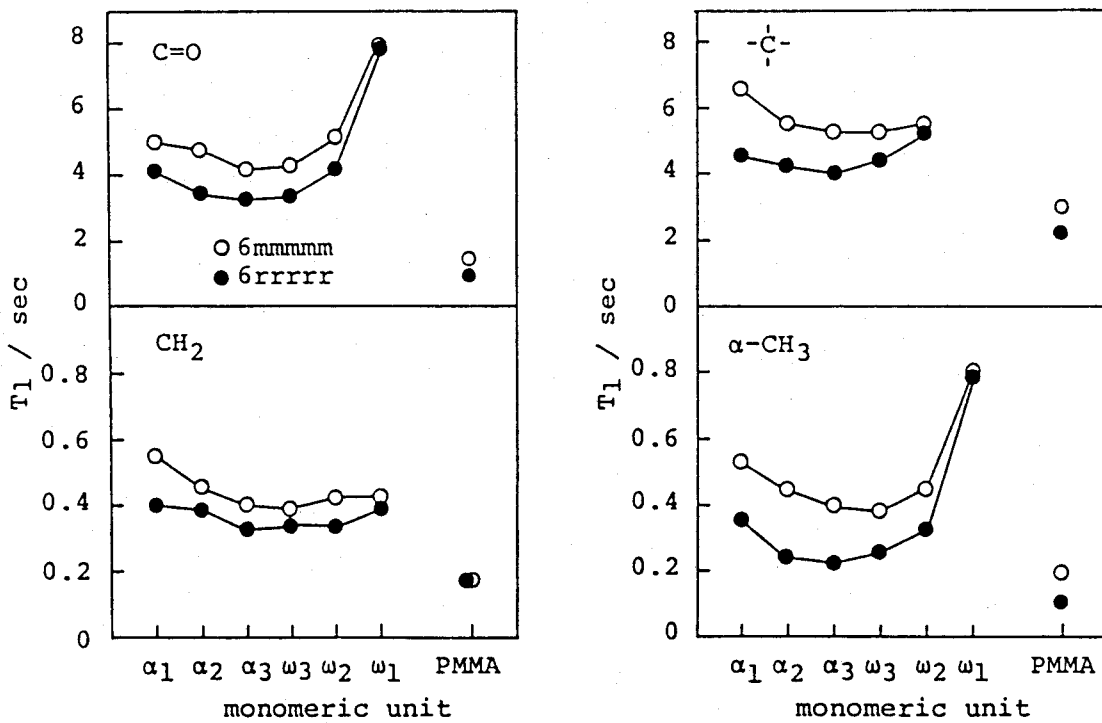 T1 / sec
8
6
4
2
0
C=O
○ 6mmmmm
● 6rrrrr
0.8
0.6
0.4
0.2
0
CH2
α1 α2 α3 ω3 ω2 ω1 PMMA
monomeric unit
T1 / sec
8
6
4
2
0
-C-
0.8
0.6
0.4
0.2
0
α-CH3
α1 α2 α3 ω3 ω2 ω1 PMMA
monomeric unit